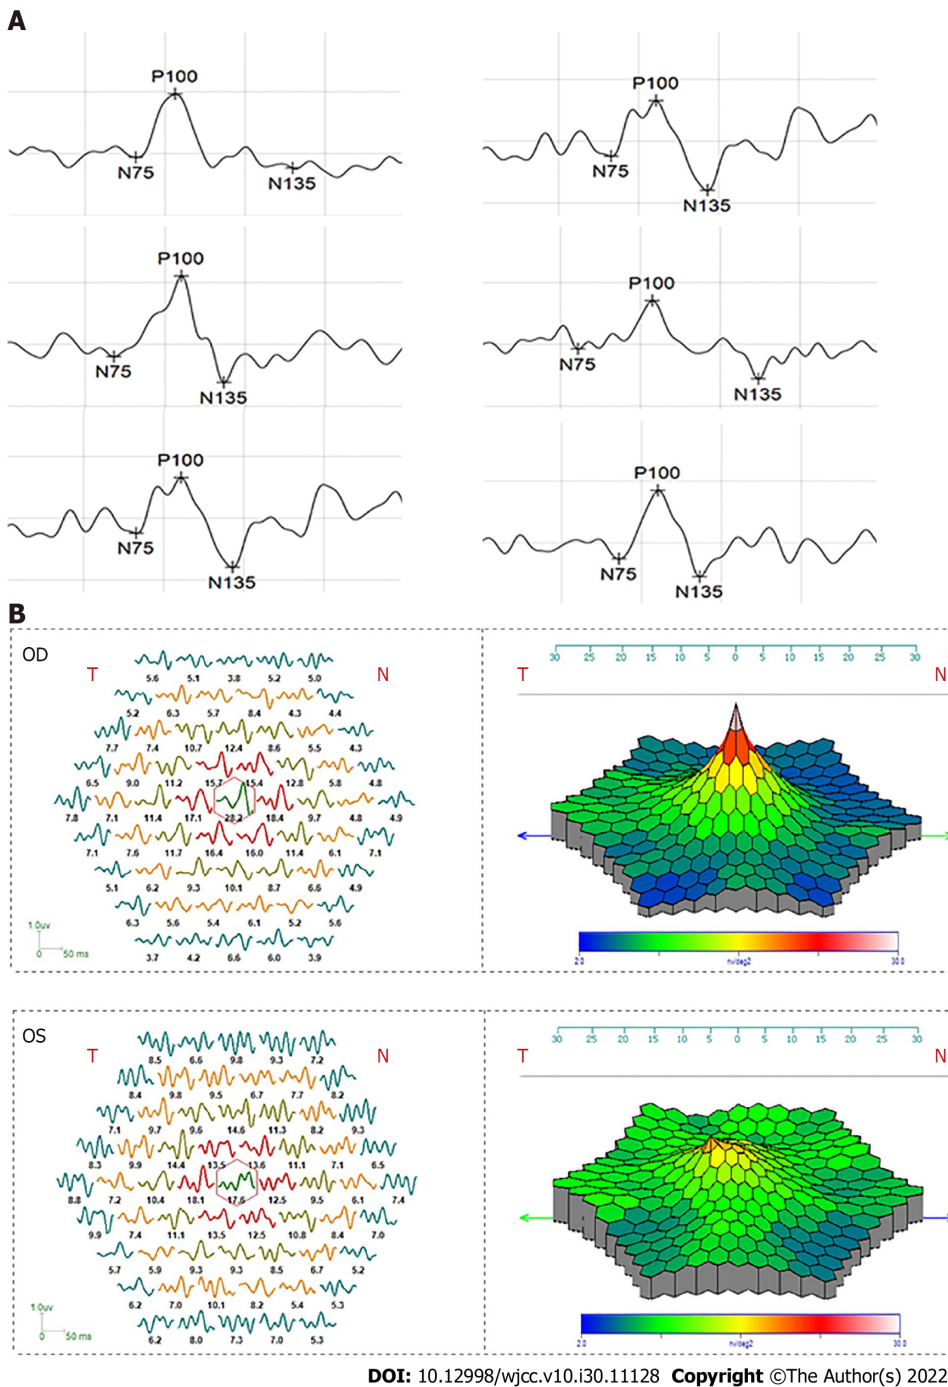 A
P100
N75
N135
P100
N75
N135
P100
N75
N135
P100
N75
N135
P100
N75
N135
P100
N75
N135
B
OD
T
N
5.6 5.1 3.8 5.2 5.0
5.2 6.3 5.7 8.4 4.3 4.4
7.7 7.4 10.7 12.4 8.6 5.5 4.3
6.5 9.0 11.2 15.7 15.4 12.8 5.8 4.8
7.8 7.1 11.4 17.1 28.2 18.4 9.7 4.8 4.9
7.1 7.6 11.7 16.4 16.0 11.4 6.1 7.1
5.1 6.2 9.3 10.1 8.7 6.6 4.9
6.3 5.6 5.4 6.1 5.2 5.6
3.7 4.2 6.6 6.0 3.9
1.0uv
0 50 ms
30 25 20 15 10 5 0 5 10 15 20 25 30
T
N
2.0 nv/deg2 30.0
OS
T
N
8.5 6.6 9.8 9.3 7.2
8.4 9.8 9.5 6.7 7.7 8.2
7.1 9.7 9.6 14.6 11.3 8.2 9.3
8.3 9.9 14.4 13.5 13.6 11.1 7.1 6.5
8.8 7.2 10.4 18.1 17.6 12.5 9.5 6.1 7.4
9.9 7.4 11.1 13.5 12.5 10.8 8.4 7.0
5.7 5.9 9.3 9.3 8.5 6.7 5.2
6.2 7.0 10.1 8.2 5.4 5.3
6.2 8.0 7.3 7.0 5.3
1.0uv
0 50 ms
30 25 20 15 10 5 0 5 10 15 20 25 30
T
N
2.0 nv/deg2 30.0
DOI: 10.12998/wjcc.v10.i30.11128 Copyright ©The Author(s) 2022